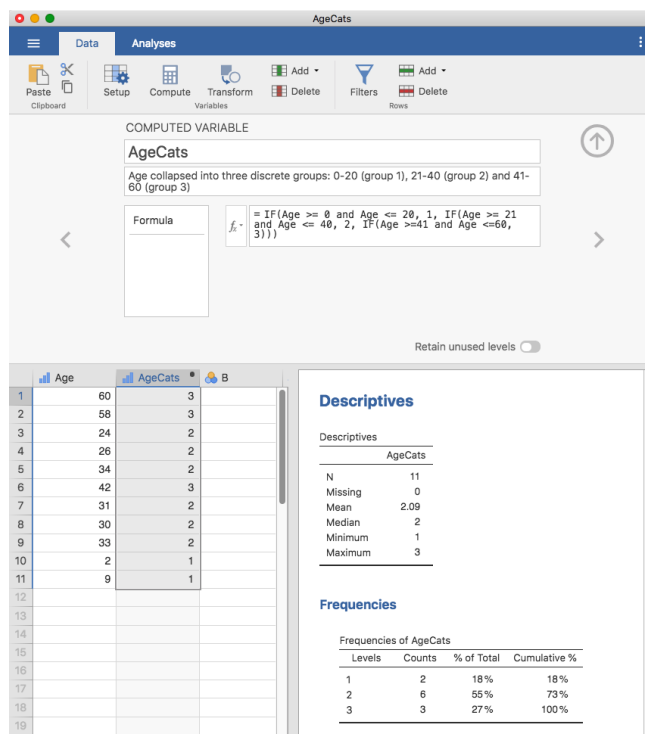 AgeCats
Data Analyses
Paste Setup Compute Transform Add Delete Filters Add Delete
Clipboard Variables Rows
COMPUTED VARIABLE
AgeCats
Age collapsed into three discrete groups: 0-20 (group 1), 21-40 (group 2) and 41-
60 (group 3)
Formula
fx
= IF(Age >= 0 and Age <= 20, 1, IF(Age >= 21
and Age <= 40, 2, IF(Age >=41 and Age <=60,
3)))
Retain unused levels
Age AgeCats B
1 60 3
2 58 3
3 24 2
4 26 2
5 34 2
6 42 3
7 31 2
8 30 2
9 33 2
10 2 1
11 9 1
12
13
14
15
16
17
18
19
Descriptives
Descriptives
AgeCats
N 11
Missing 0
Mean 2.09
Median 2
Minimum 1
Maximum 3
Frequencies
Frequencies of AgeCats
Levels Counts % of Total Cumulative %
1 2 18% 18%
2 6 55% 73%
3 3 27% 100%